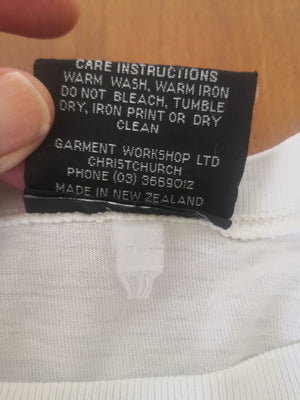 CARE INSTRUCTIONS
WARM WASH, WARM IRON
DO NOT BLEACH, TUMBLE
DRY, IRON PRINT OR DRY
CLEAN
GARMENT WORKSHOP LTD
CHRISTCHURCH
PHONE (03) 3669012
MADE IN NEW ZEALAND